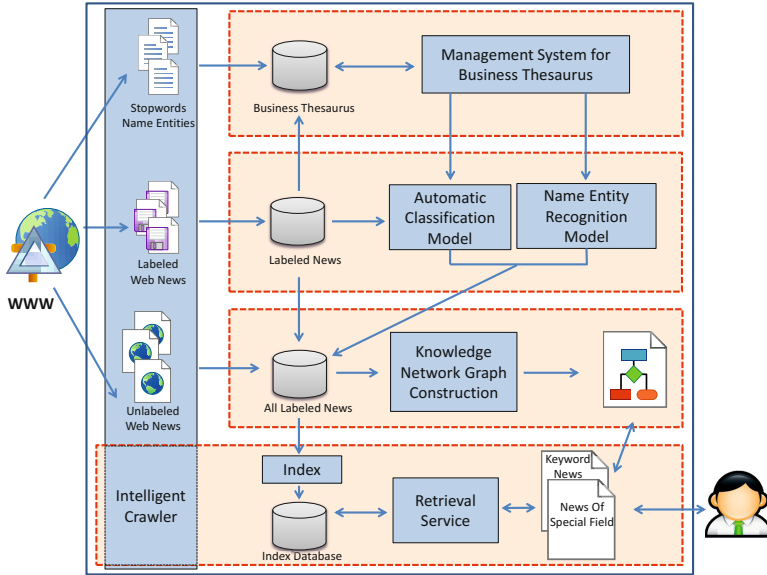 Stopwords
Name Entities
Business Thesaurus
Management System for
Business Thesaurus
WWW
Labeled
Web News
Labeled News
Automatic
Classification
Model
Name Entity
Recognition
Model
Unlabeled
Web News
All Labeled News
Knowledge
Network Graph
Construction
Intelligent
Crawler
Index
Index Database
Retrieval
Service
Keyword
News
News Of
Special Field